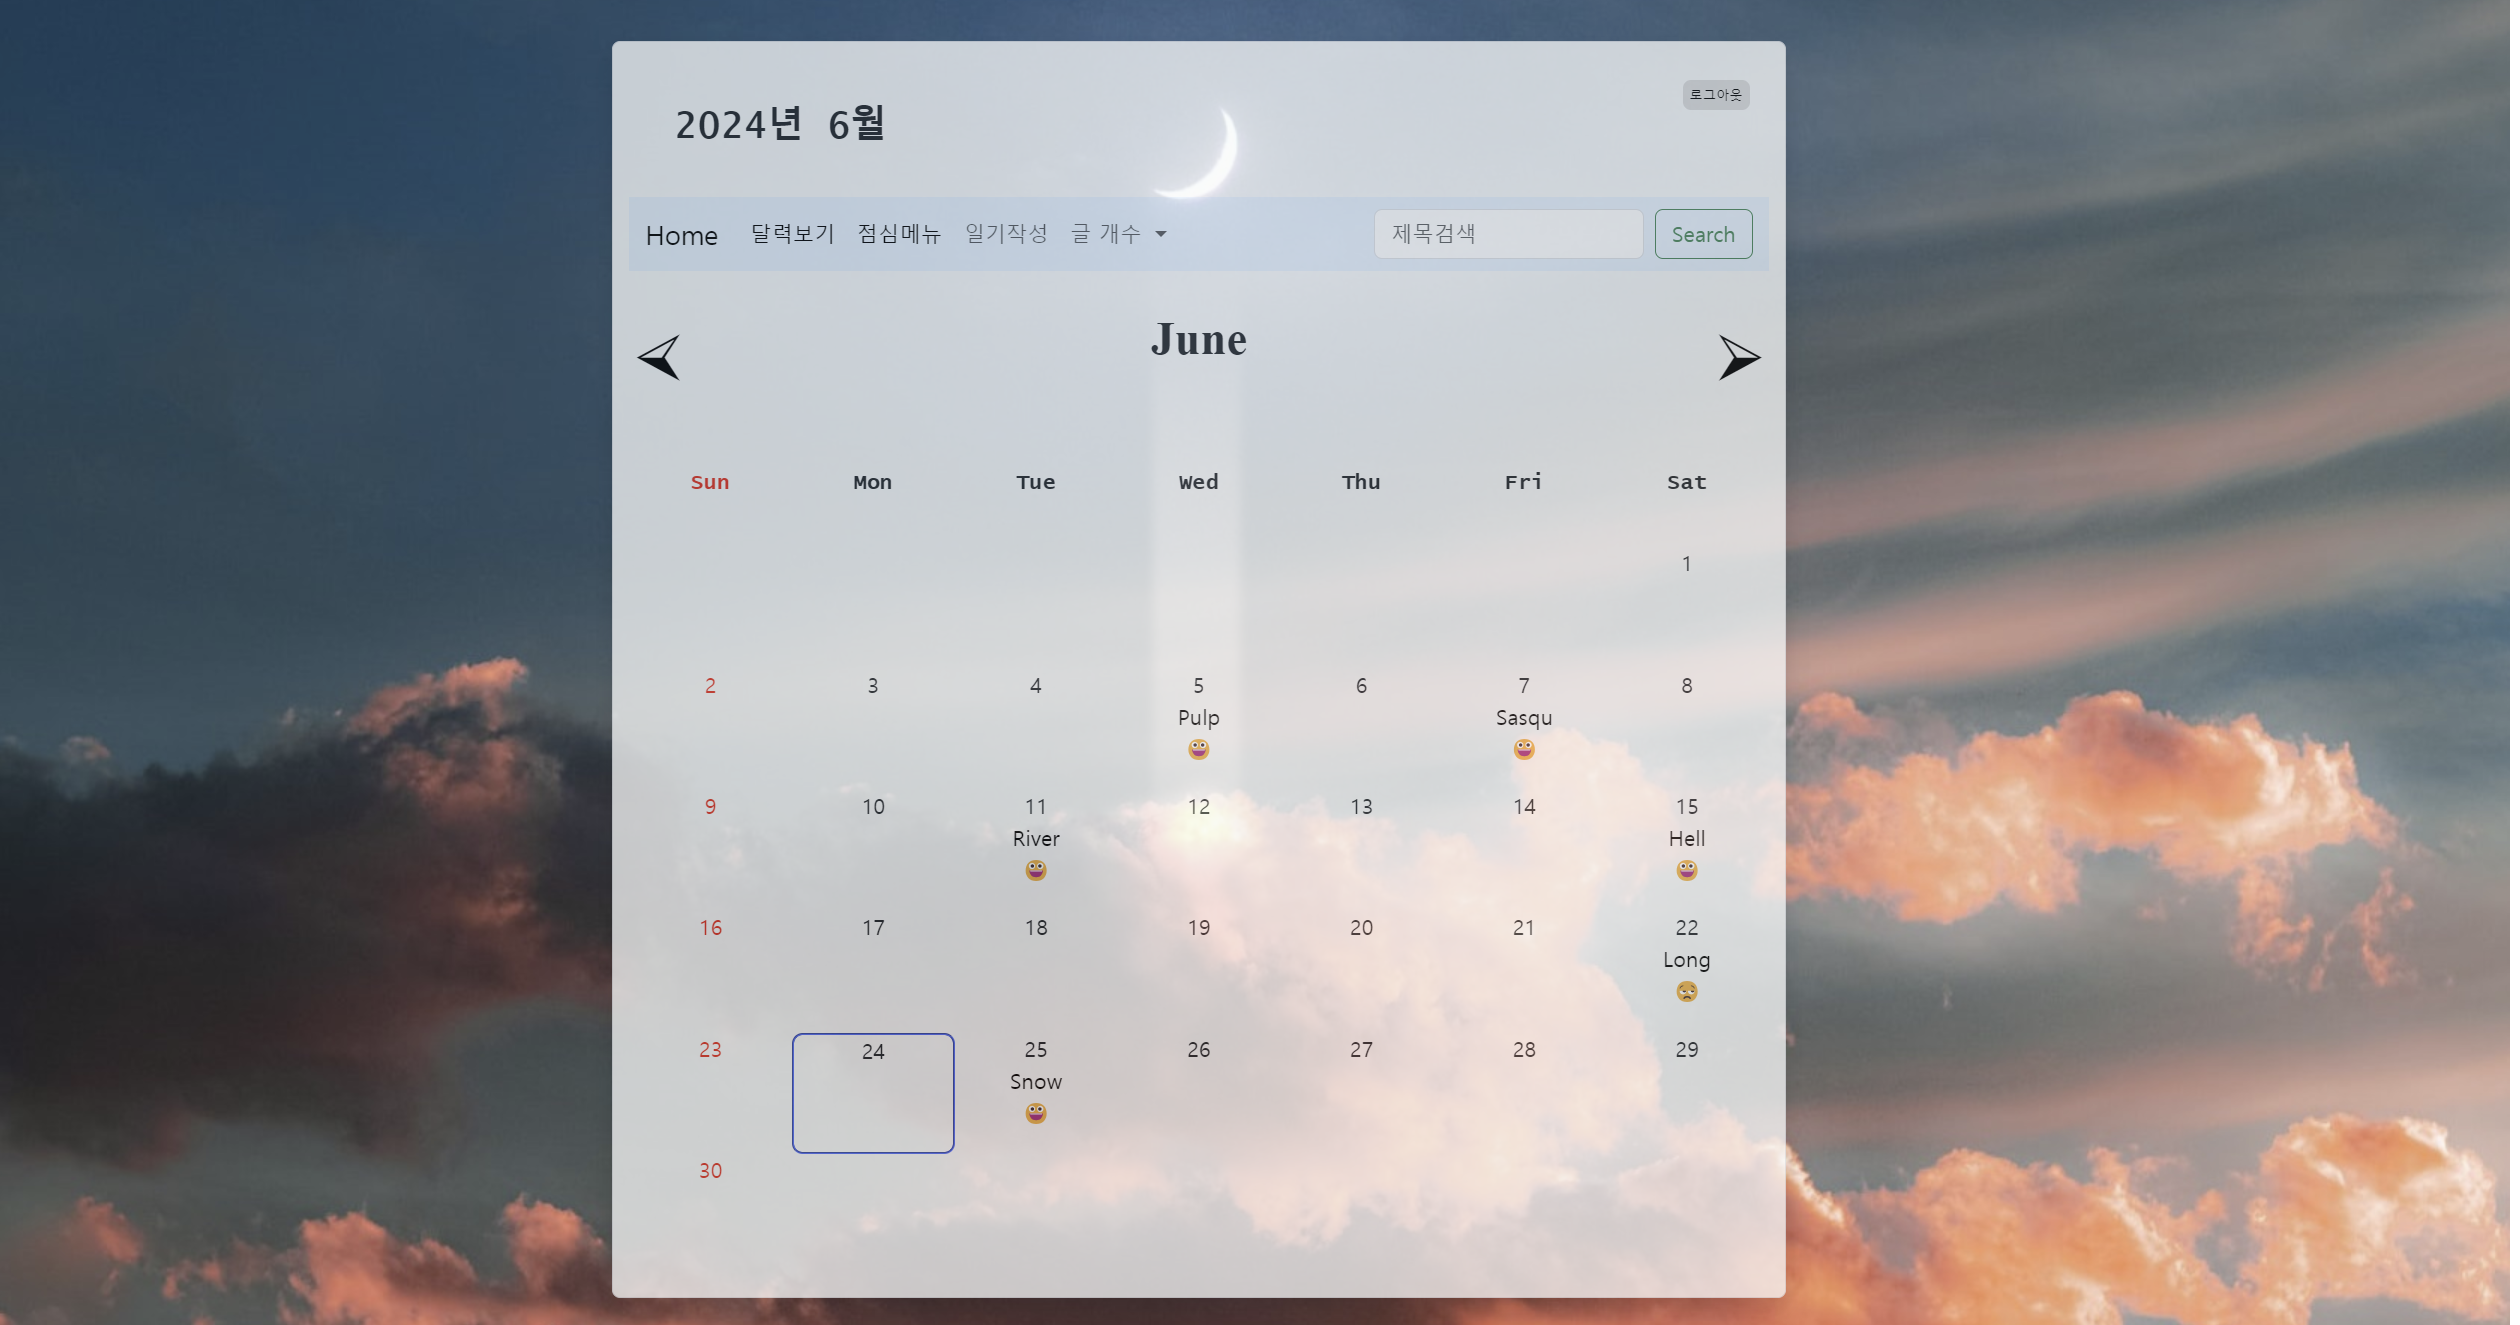 로그아웃
2024년 6월
Home 달력보기 점심메뉴 일기작성 글 개수 제목검색 Search
June
Sun Mon Tue Wed Thu Fri Sat
1
2 3 4 5 6 7 8
Pulp Sasqu
9 10 11 12 13 14 15
River Hell
16 17 18 19 20 21 22
Long
23 24 25 26 27 28 29
Snow
30